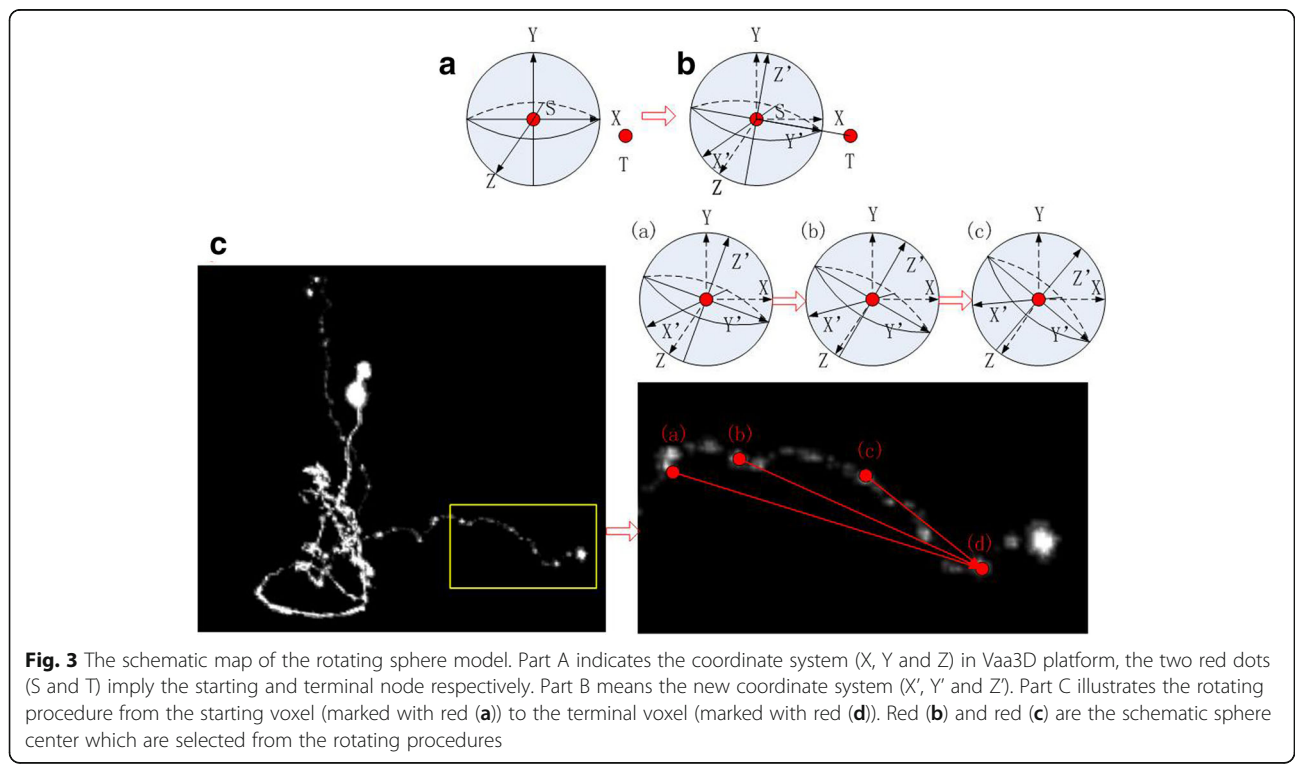 Y Y
a b
Z'
S S
X X
Y'
X'
T T
Z Z
Y Y Y
c (a) (b) (c)
Z' Z' Z'
X X X
X' Y' X' Y' X' Y'
Z Z Z
(a) (b) (c)
(d)
Fig. 3 The schematic map of the rotating sphere model. Part A indicates the coordinate system (X, Y and Z) in Vaa3D platform, the two red dots
(S and T) imply the starting and terminal node respectively. Part B means the new coordinate system (X’, Y’ and Z’). Part C illustrates the rotating
procedure from the starting voxel (marked with red (a)) to the terminal voxel (marked with red (d)). Red (b) and red (c) are the schematic sphere
center which are selected from the rotating procedures